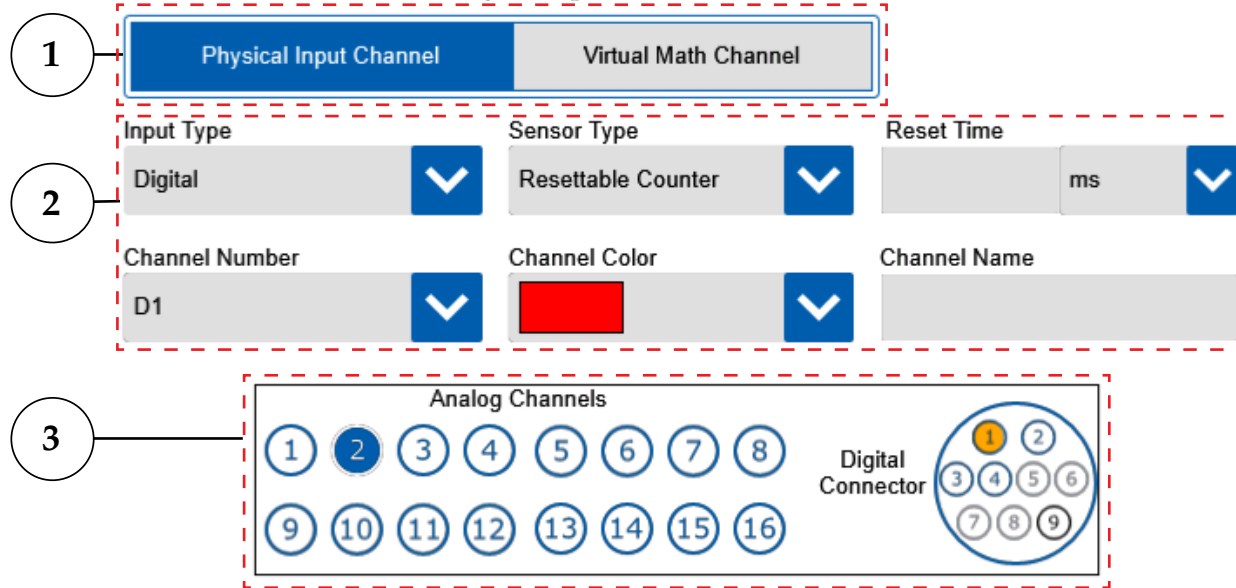 1
Physical Input Channel Virtual Math Channel
2
Input Type Sensor Type Reset Time
Digital Resettable Counter ms
Channel Number Channel Color Channel Name
D1
3
Analog Channels
1 2 3 4 5 6 7 8
9 10 11 12 13 14 15 16
Digital
Connector
1 2
3 4 5 6
7 8 9